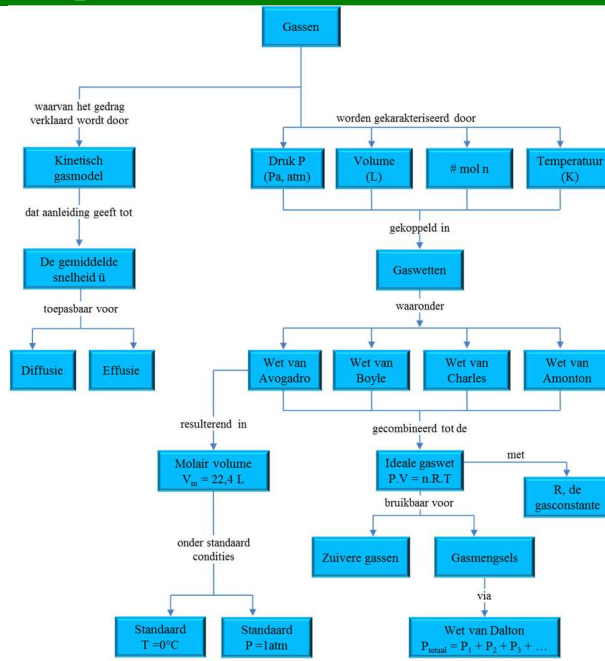 Gassen
waarvan het gedrag
verklaard wordt door
worden gekarakteriseerd door
Kinetisch
gasmodel
Druk P
(Pa, atm)
Volume
(L)
# mol n
Temperatuur
(K)
dat aanleiding geeft tot
gekoppeld in
De gemiddelde
snelheid ū
Gaswetten
toepasbaar voor
waaronder
Diffusie
Effusie
Wet van
Avogadro
Wet van
Boyle
Wet van
Charles
Wet van
Amonton
resulterend in
gecombineerd tot de
Molair volume
Vm = 22,4 L
Ideale gaswet
P.V = n.R.T
met
R, de
gasconstante
bruikbaar voor
onder standaard
condities
Zuivere gassen
Gasmengsels
via
Standaard
T =0°C
Standaard
P =1atm
Wet van Dalton
Ptotaal = P1 + P2 + P3 + …